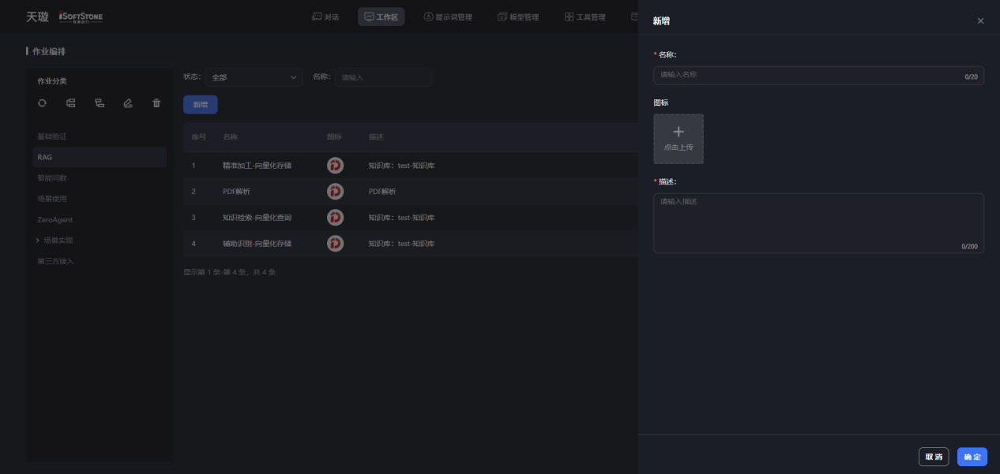 天璇 iSOFTSTONE
对话 工作区 提示词管理 模型管理 工具管理
作业编排
作业分类
基础验证
RAG
智能问数
场景使用
ZeroAgent
场景实现
第三方接入
状态： 全部 名称： 请输入
新增
序号 名称 图标 描述
1 精准加工-向量化存储 知识库：test-知识库
2 PDF解析 PDF解析
3 知识检索-向量化查询 知识库：test-知识库
4 辅助识别-向量化存储 知识库：test-知识库
显示第 1 条-第 4 条，共 4 条
新增
* 名称：
请输入名称 0/20
图标
点击上传
* 描述：
请输入描述
0/200
取 消 确 定